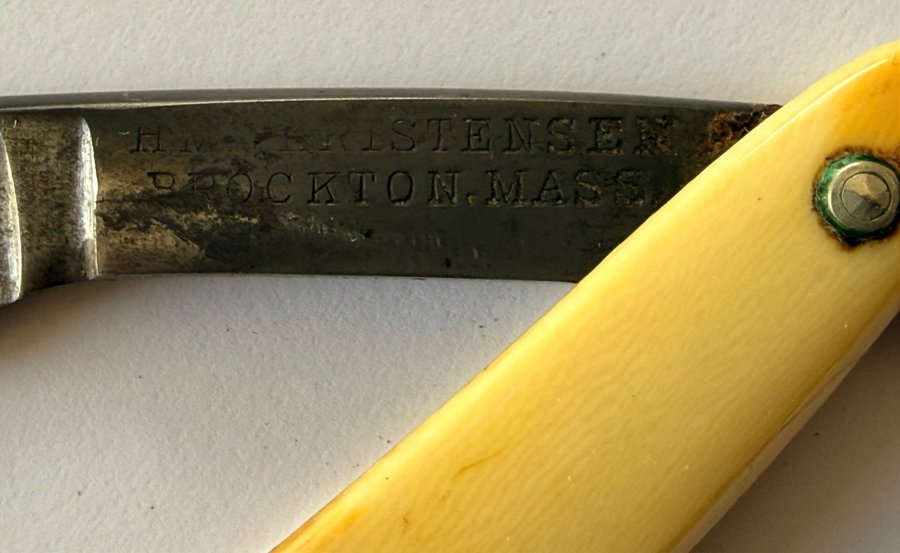 H M CHRISTENSEN
BROCKTON, MASS.